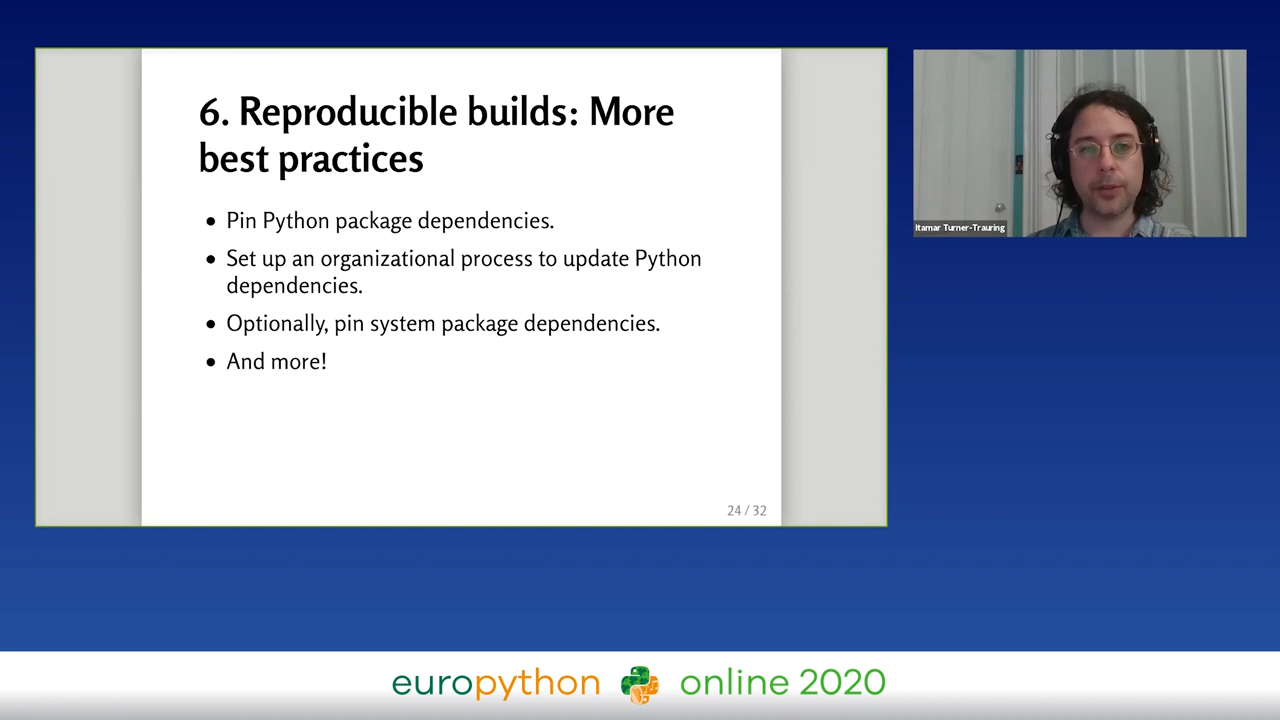 6. Reproducible builds: More
best practices
• Pin Python package dependencies.
• Set up an organizational process to update Python
dependencies.
• Optionally, pin system package dependencies.
• And more!
24 / 32
Itamar Turner-Trauring
europython online 2020